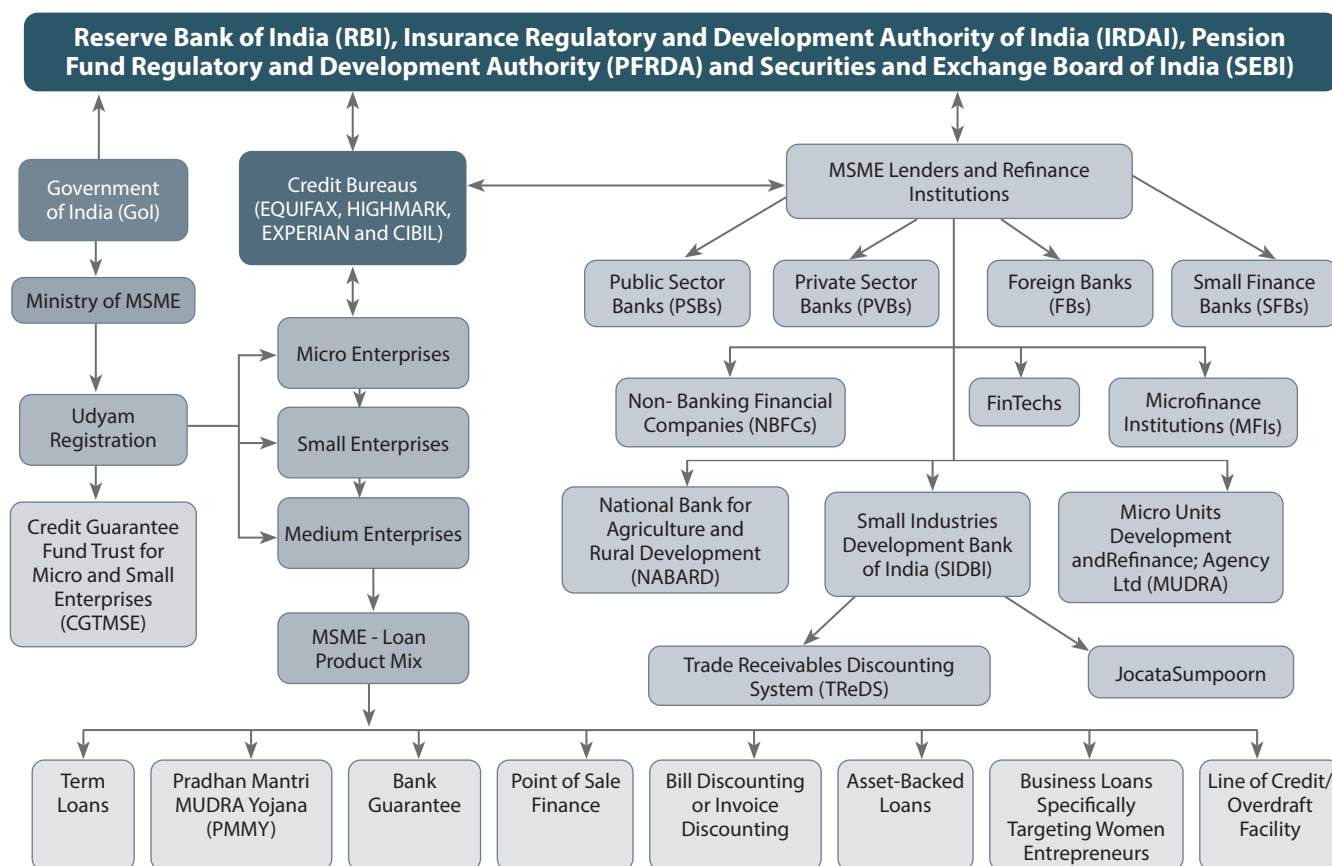 Reserve Bank of India (RBI), Insurance Regulatory and Development Authority of India (IRDAI), Pension
Fund Regulatory and Development Authority (PFRDA) and Securities and Exchange Board of India (SEBI)
Government
of India (GoI)
Credit Bureaus
(EQUIFAX, HIGHMARK,
EXPERIAN and CIBIL)
MSME Lenders and Refinance
Institutions
Ministry of MSME
Public Sector
Banks (PSBs)
Private Sector
Banks (PVBs)
Foreign Banks
(FBs)
Small Finance
Banks (SFBs)
Micro Enterprises
Udyam
Registration
Small Enterprises
Non- Banking Financial
Companies (NBFCs)
FinTechs
Microfinance
Institutions (MFIs)
Credit Guarantee
Fund Trust for
Micro and Small
Enterprises
(CGTMSE)
Medium Enterprises
National Bank for
Agriculture and
Rural Development
(NABARD)
Small Industries
Development Bank
of India (SIDBI)
Micro Units
Development
andRefinance; Agency
Ltd (MUDRA)
MSME - Loan
Product Mix
Trade Receivables Discounting
System (TReDS)
JocataSumpoorn
Term
Loans
Pradhan Mantri
MUDRA Yojana
(PMMY)
Bank
Guarantee
Point of Sale
Finance
Bill Discounting
or Invoice
Discounting
Asset-Backed
Loans
Business Loans
Specifically
Targeting Women
Entrepreneurs
Line of Credit/
Overdraft
Facility